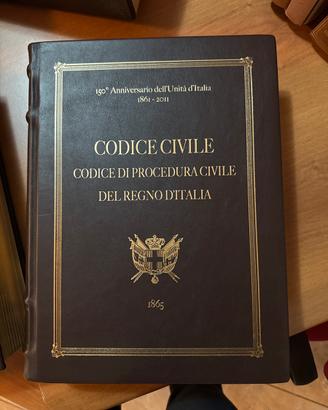 150° Anniversario dell'Unità d'Italia
1861 - 2011
CODICE CIVILE
CODICE DI PROCEDURA CIVILE
DEL REGNO D'ITALIA
1865